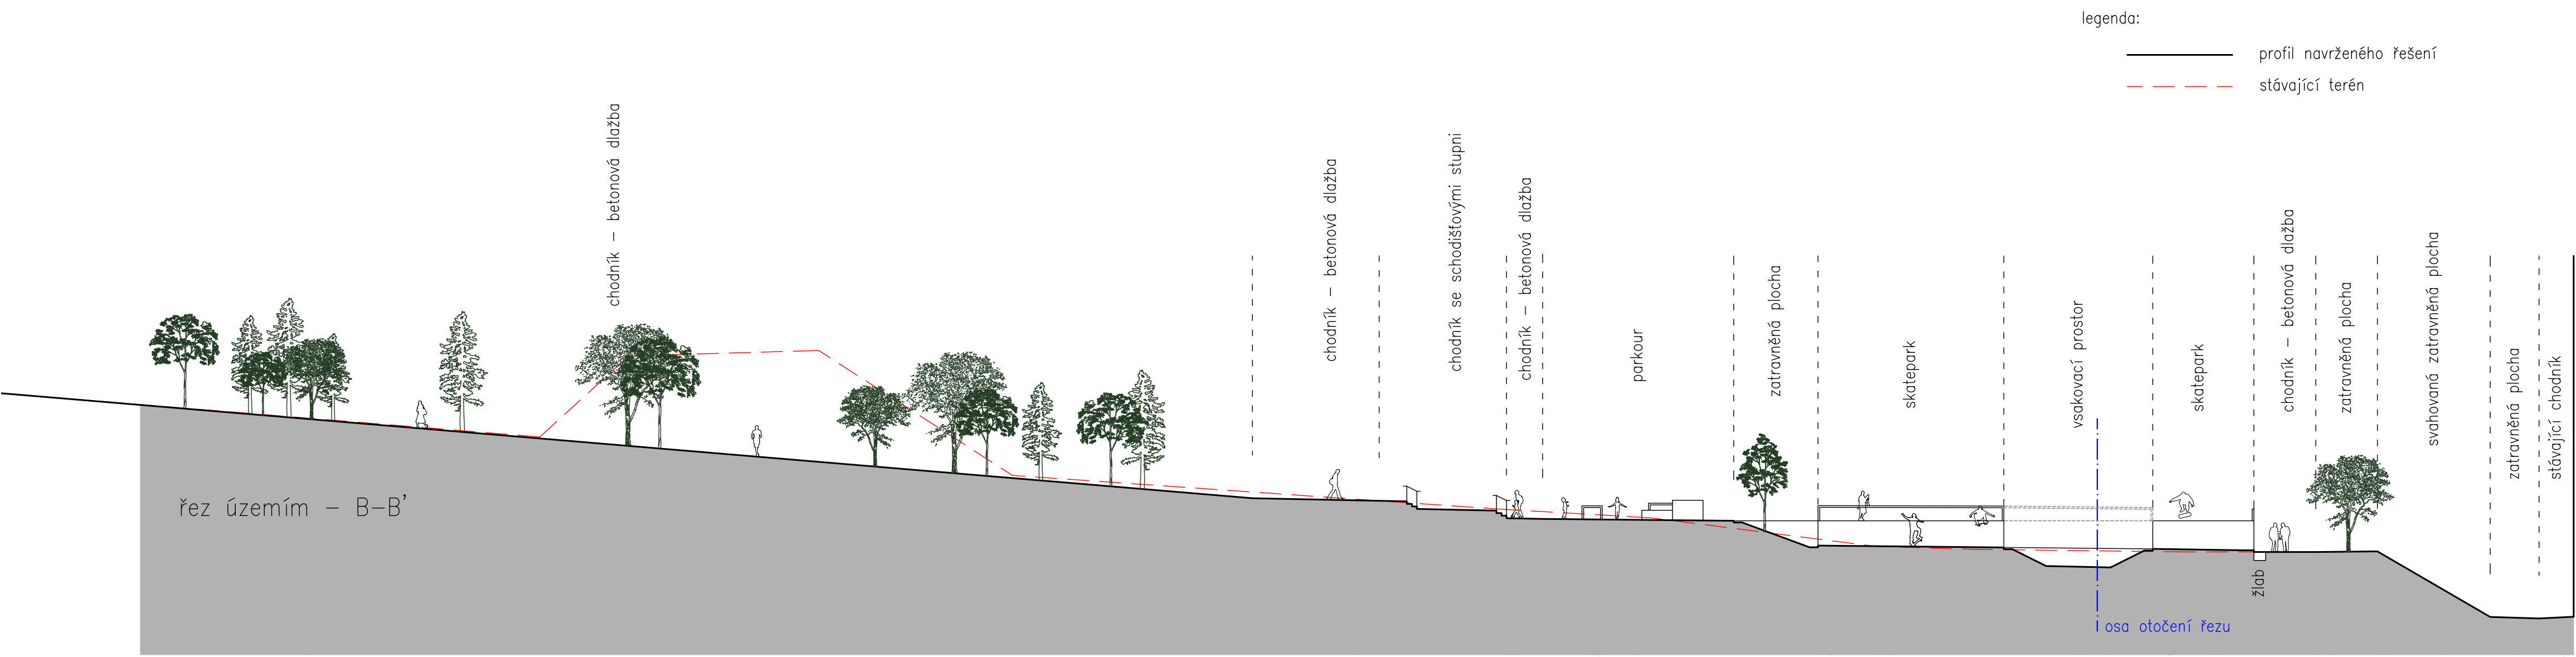 legenda:
profil navrženého řešení
stávající terén
chodník – betonová dlažba
chodník – betonová dlažba
chodník se schodišťovými stupni
chodník – betonová dlažba
parkour
zatravněná plocha
skatepark
vsakovací prostor
skatepark
chodník – betonová dlažba
zatravněná plocha
svahovaná zatravněná plocha
zatravněná plocha
stávající chodník
řez územím – B–B'
žlab
osa otočení řezu